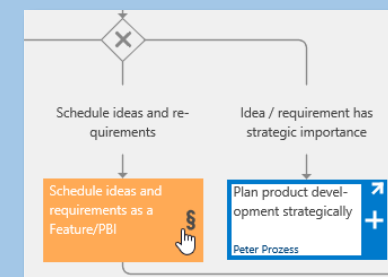 Schedule ideas and re-
quirements
Idea / requirement has
strategic importance
Schedule ideas and
requirements as a
Feature/PBI
§
Plan product devel-
opment strategically
Peter Prozess